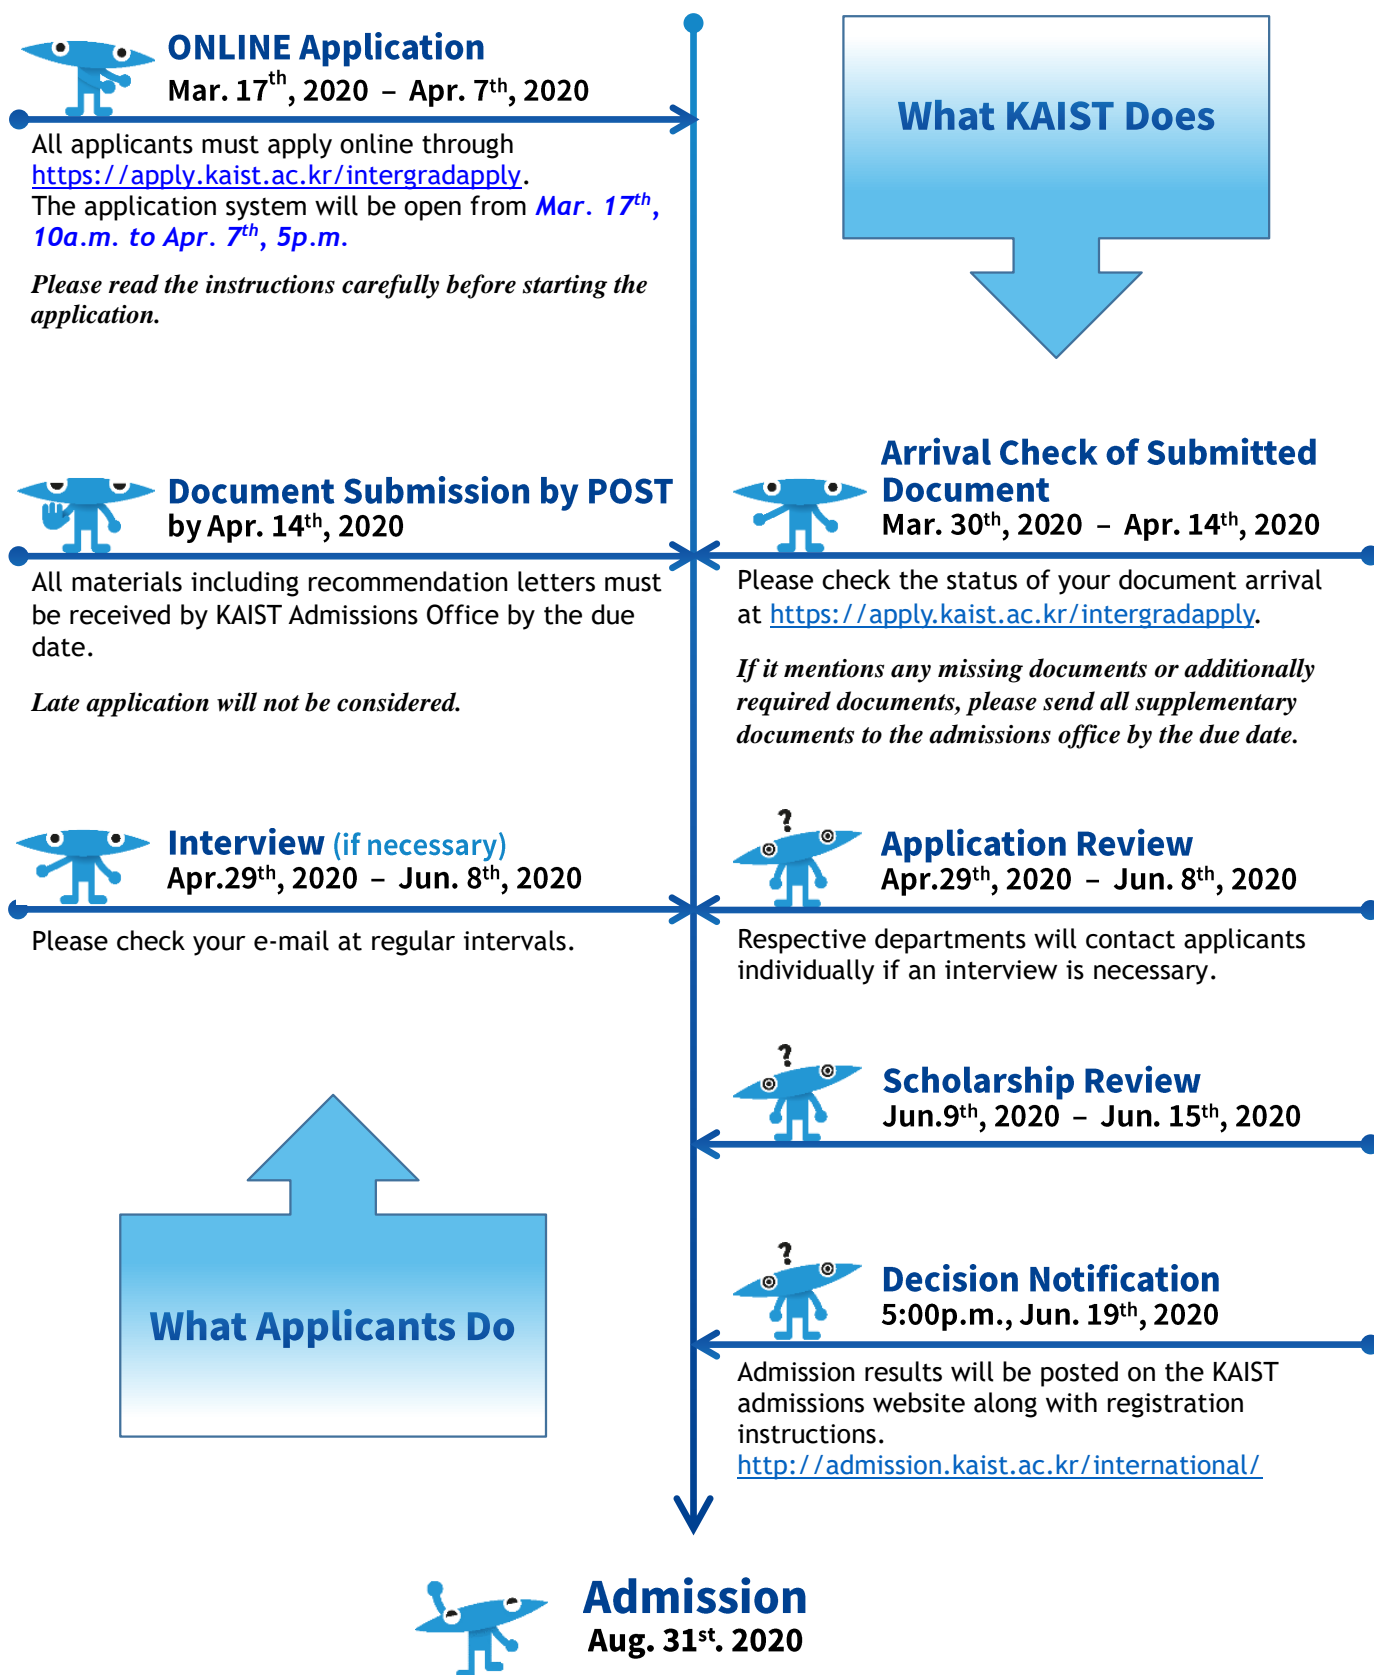 ONLINE Application
Mar. 17th, 2020 – Apr. 7th, 2020
All applicants must apply online through
https://apply.kaist.ac.kr/intergradapply.
The application system will be open from Mar. 17th,
10a.m. to Apr. 7th, 5p.m.
Please read the instructions carefully before starting the
application.
What KAIST Does
Document Submission by POST
by Apr. 14th, 2020
All materials including recommendation letters must
be received by KAIST Admissions Office by the due
date.
Late application will not be considered.
Arrival Check of Submitted
Document
Mar. 30th, 2020 – Apr. 14th, 2020
Please check the status of your document arrival
at https://apply.kaist.ac.kr/intergradapply.
If it mentions any missing documents or additionally
required documents, please send all supplementary
documents to the admissions office by the due date.
Interview (if necessary)
Apr.29th, 2020 – Jun. 8th, 2020
Please check your e-mail at regular intervals.
?
Application Review
Apr.29th, 2020 – Jun. 8th, 2020
Respective departments will contact applicants
individually if an interview is necessary.
?
Scholarship Review
Jun.9th, 2020 – Jun. 15th, 2020
What Applicants Do
?
Decision Notification
5:00p.m., Jun. 19th, 2020
Admission results will be posted on the KAIST
admissions website along with registration
instructions.
http://admission.kaist.ac.kr/international/
Admission
Aug. 31st. 2020